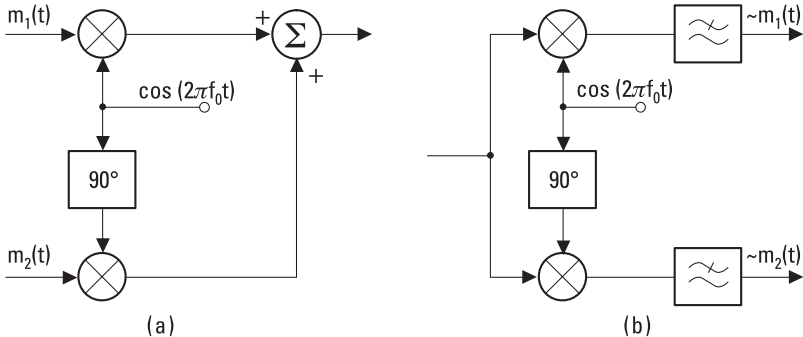 m₁(t)
+
Σ
+
cos (2πf₀t)
90°
m₂(t)
(a)
~m₁(t)
cos (2πf₀t)
90°
~m₂(t)
(b)